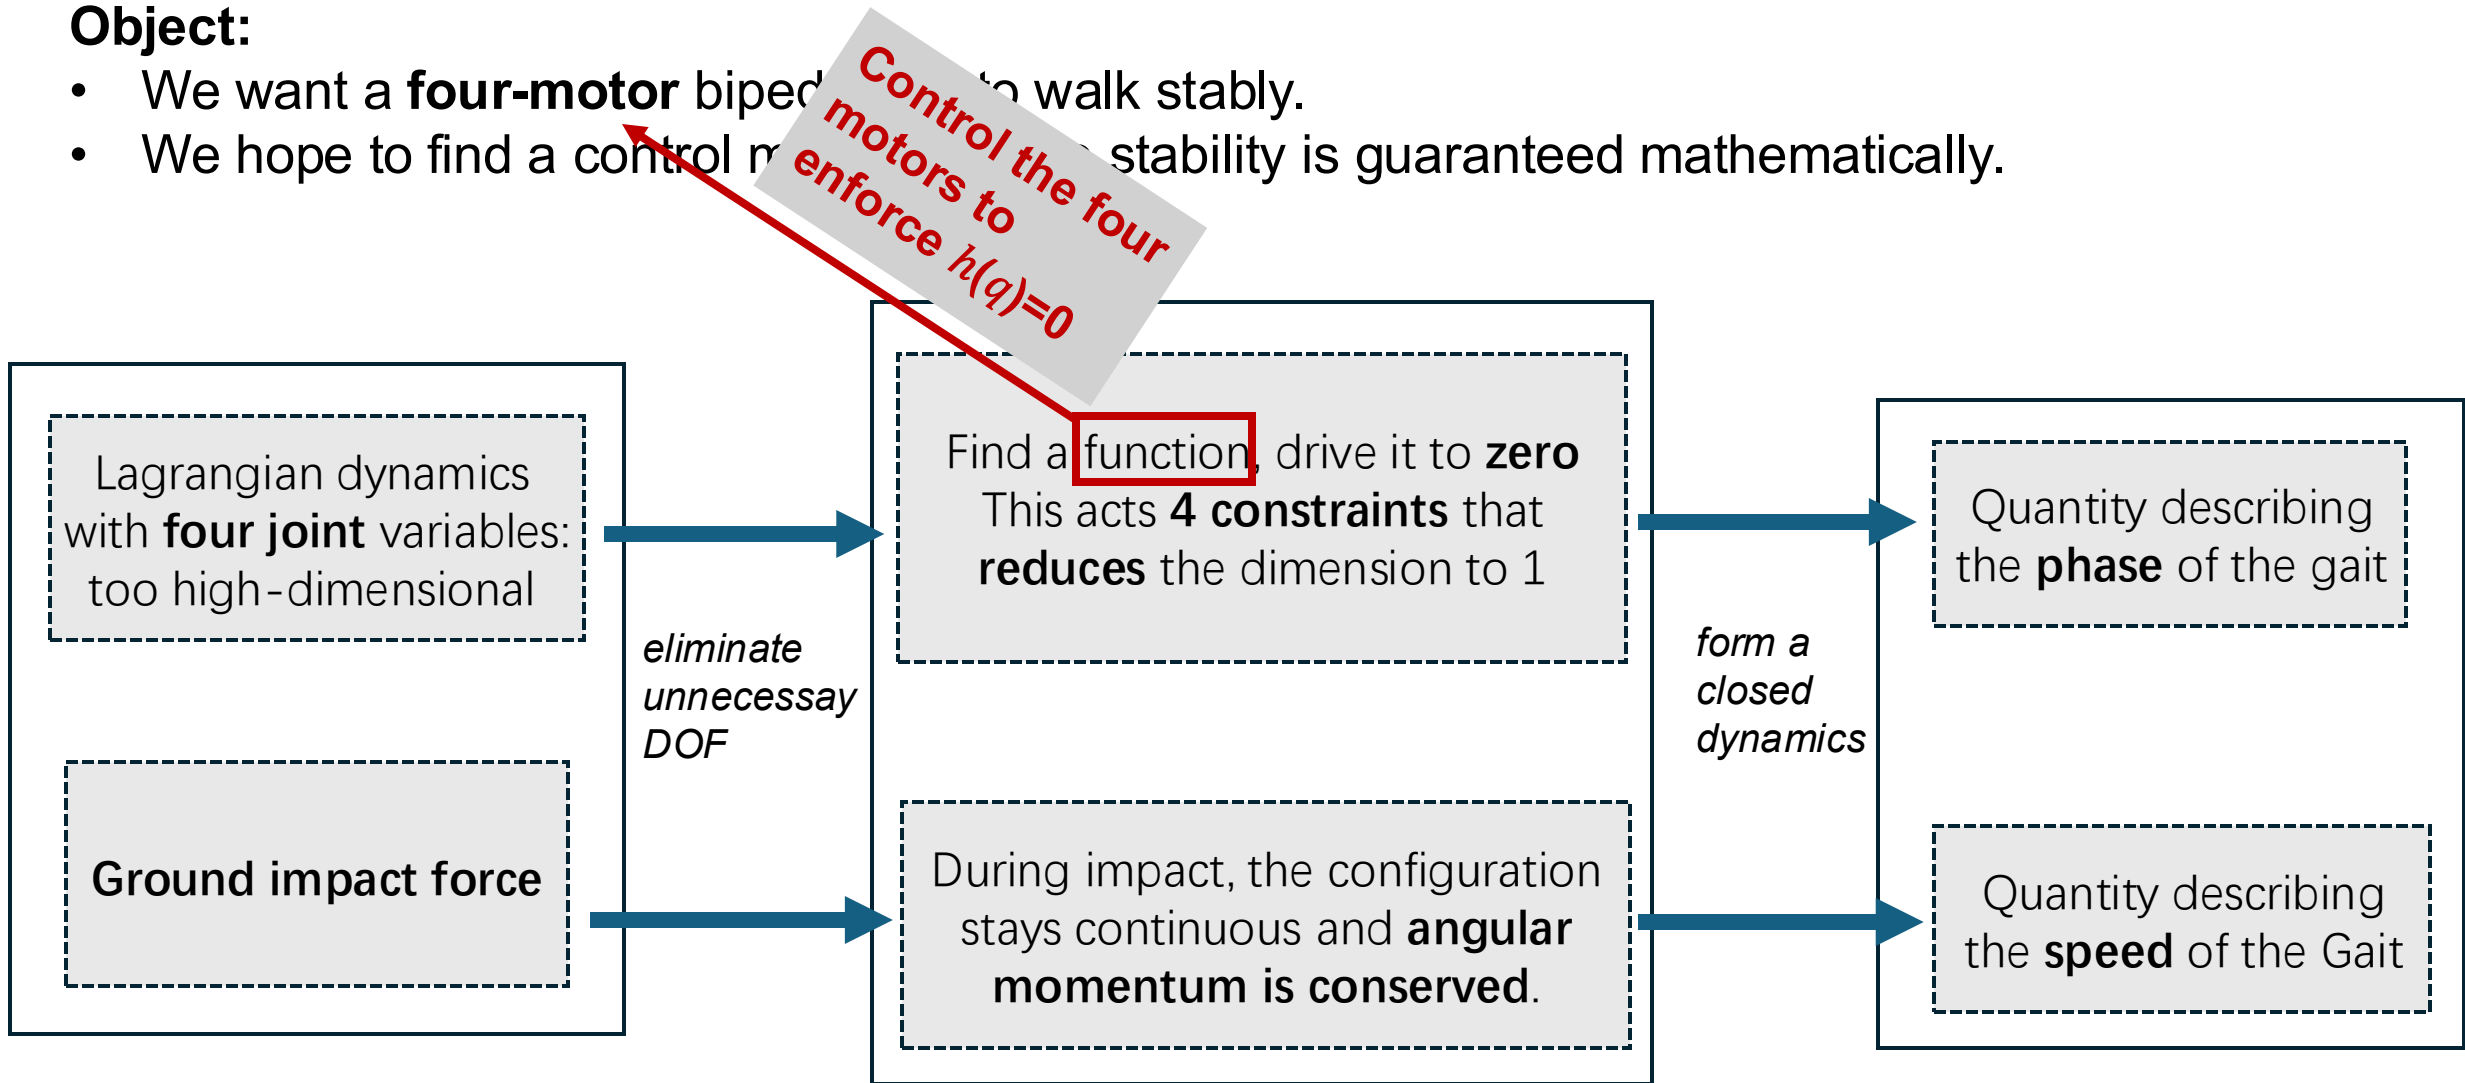 Object:
• We want a four-motor biped to walk stably.
• We hope to find a control stability is guaranteed mathematically.
Control the four
motors to
enforce h(q)=0
Lagrangian dynamics
with four joint variables:
too high-dimensional
Ground impact force
eliminate
unnecessay
DOF
Find a function, drive it to zero
This acts 4 constraints that
reduces the dimension to 1
During impact, the configuration
stays continuous and angular
momentum is conserved.
form a
closed
dynamics
Quantity describing
the phase of the gait
Quantity describing
the speed of the Gait